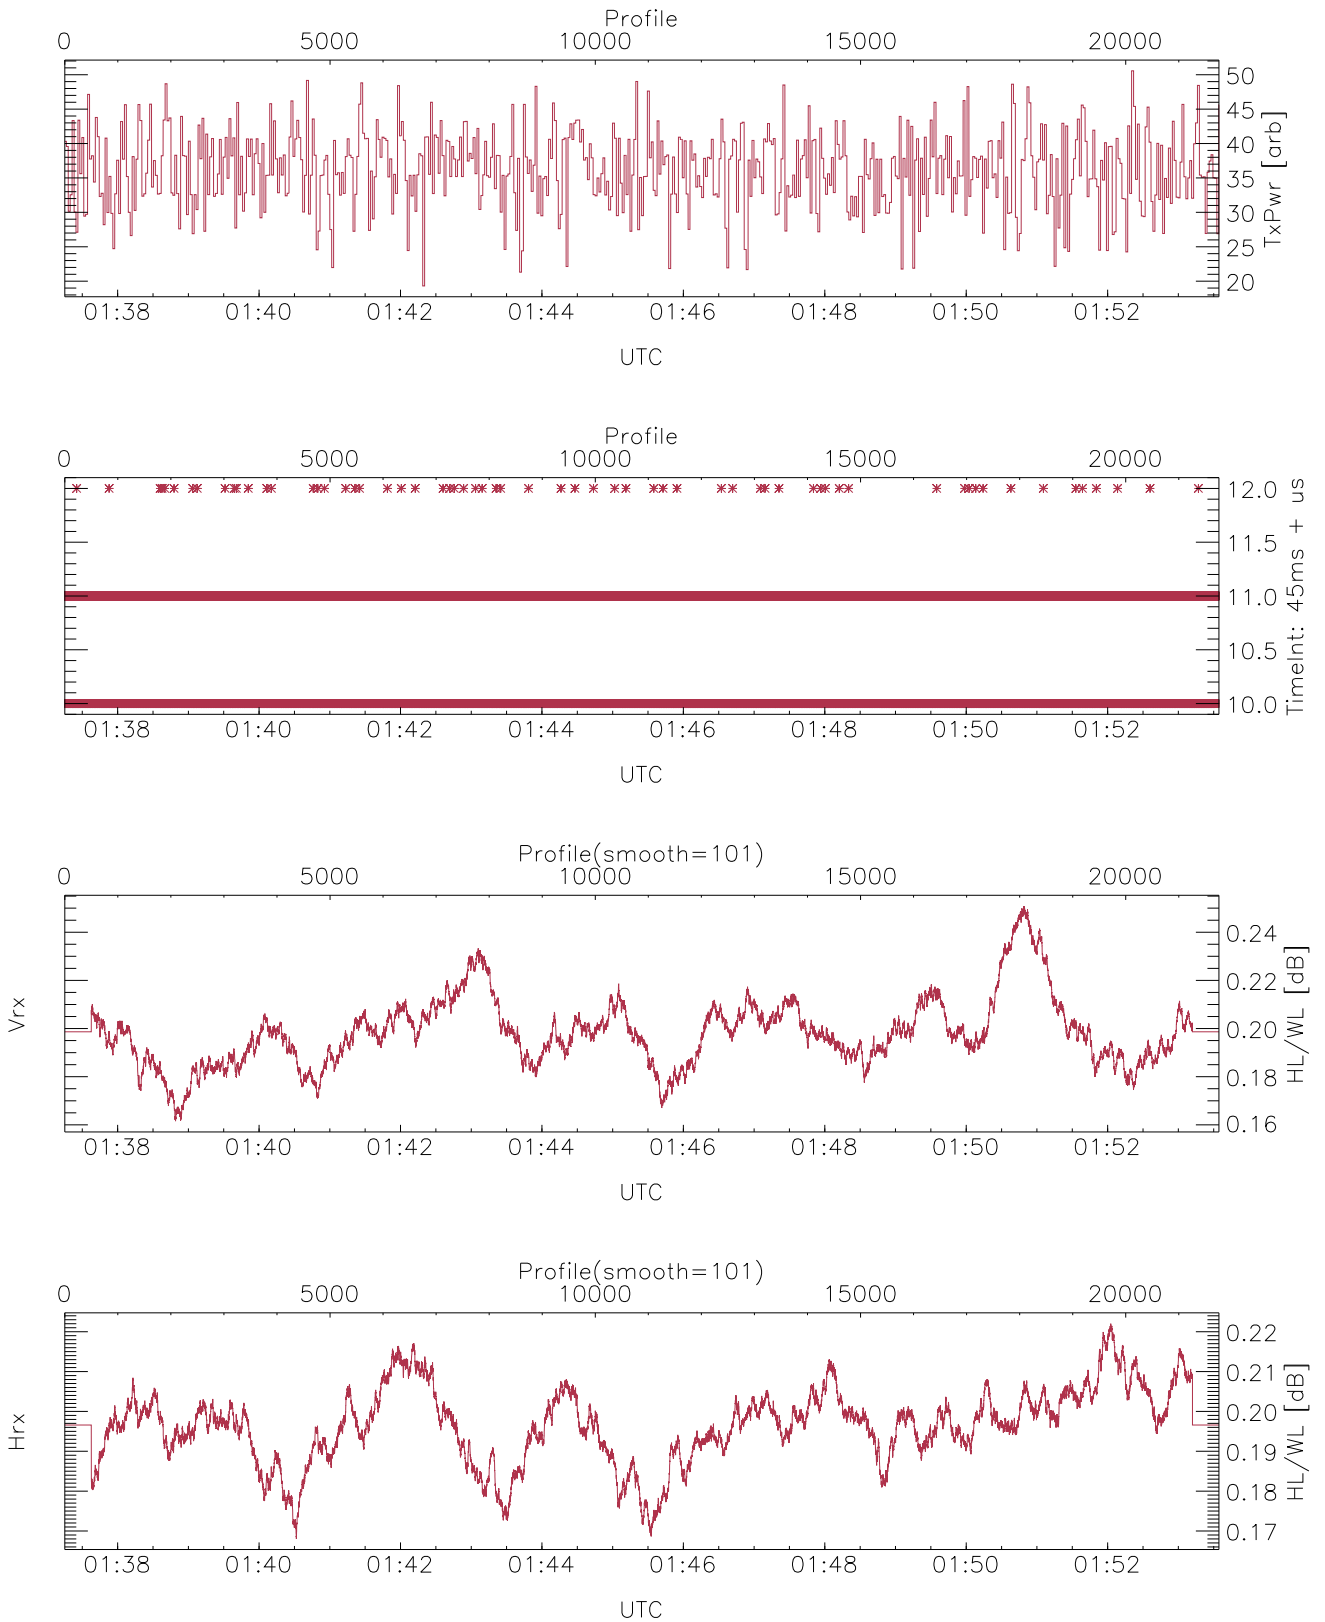 Profile
0 5000 10000 15000 20000
50
45
40
35
30
25
20
TxPwr [arb]
01:38 01:40 01:42 01:44 01:46 01:48 01:50 01:52
UTC
Profile
0 5000 10000 15000 20000
12.0
11.5
11.0
10.5
10.0
TimeInt: 45ms + us
01:38 01:40 01:42 01:44 01:46 01:48 01:50 01:52
UTC
Profile(smooth=101)
0 5000 10000 15000 20000
Vrx
0.24
0.22
0.20
0.18
0.16
HL/WL [dB]
01:38 01:40 01:42 01:44 01:46 01:48 01:50 01:52
UTC
Profile(smooth=101)
0 5000 10000 15000 20000
Hrx
0.22
0.21
0.20
0.19
0.18
0.17
HL/WL [dB]
01:38 01:40 01:42 01:44 01:46 01:48 01:50 01:52
UTC